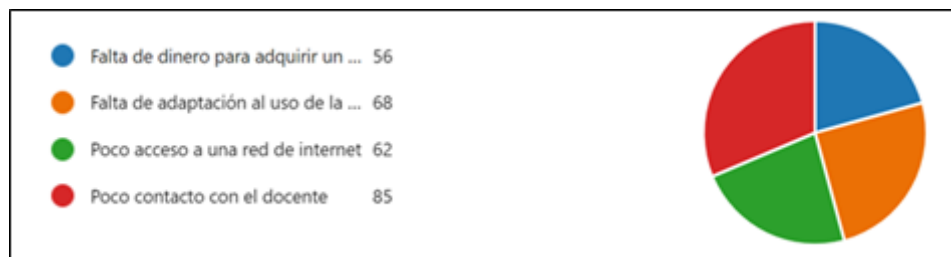 Falta de dinero para adquirir un ... 56
Falta de adaptación al uso de la ... 68
Poco acceso a una red de internet 62
Poco contacto con el docente 85